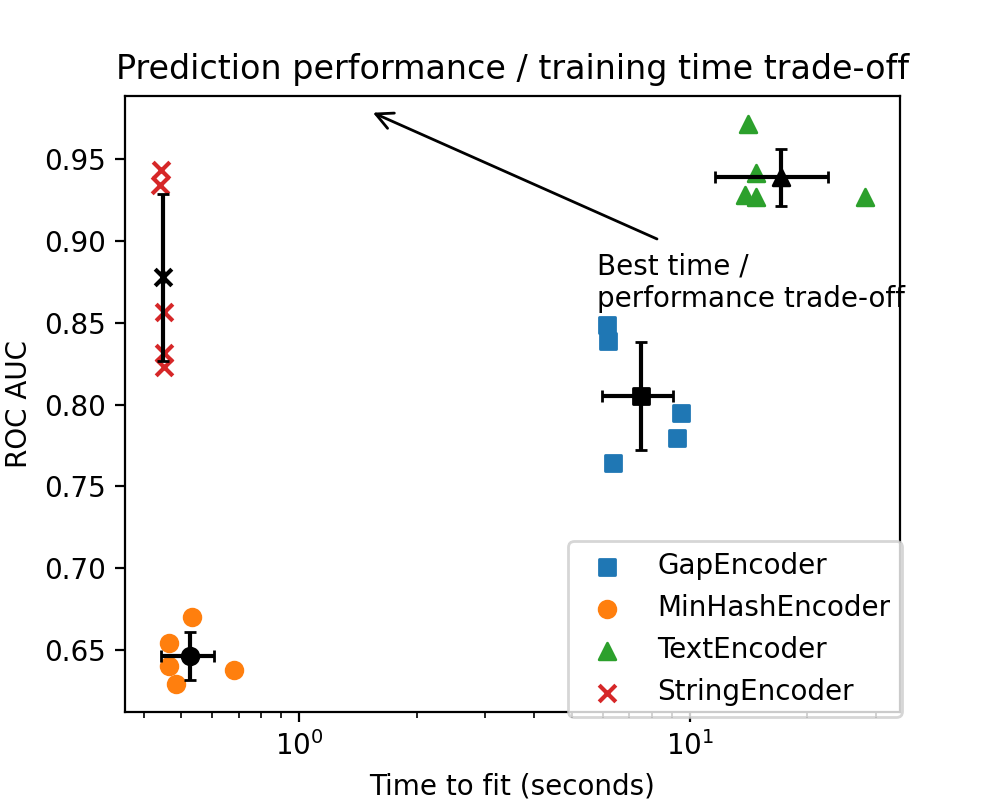 Prediction performance / training time trade-off
0.95
0.90
0.85
0.80
0.75
0.70
0.65
ROC AUC
Best time /
performance trade-off
GapEncoder
MinHashEncoder
TextEncoder
StringEncoder
10⁰
10¹
Time to fit (seconds)